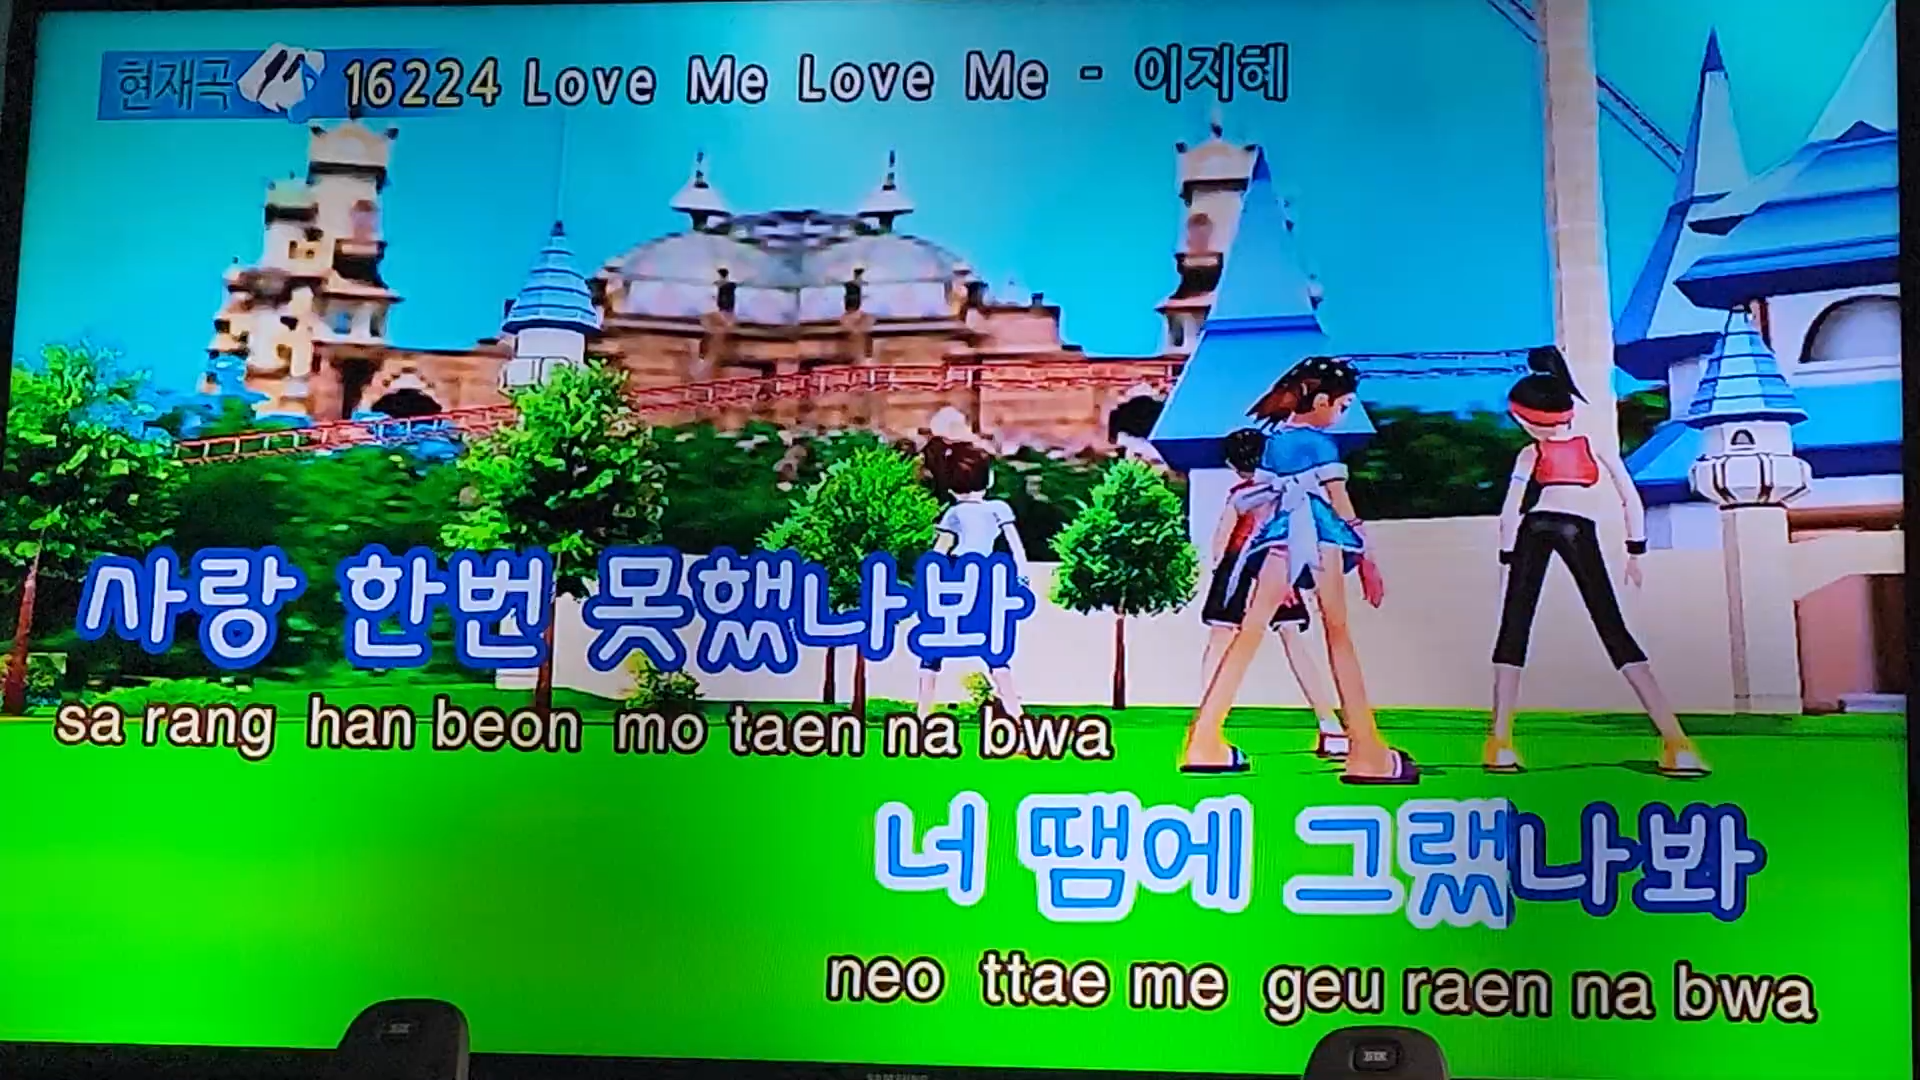 현재곡 16224 Love Me Love Me - 이지혜
사랑 한번 못했나봐
sa rang han beon mo taen na bwa
너 땜에 그랬나봐
neo ttae me geu raen na bwa
SAMSUNG